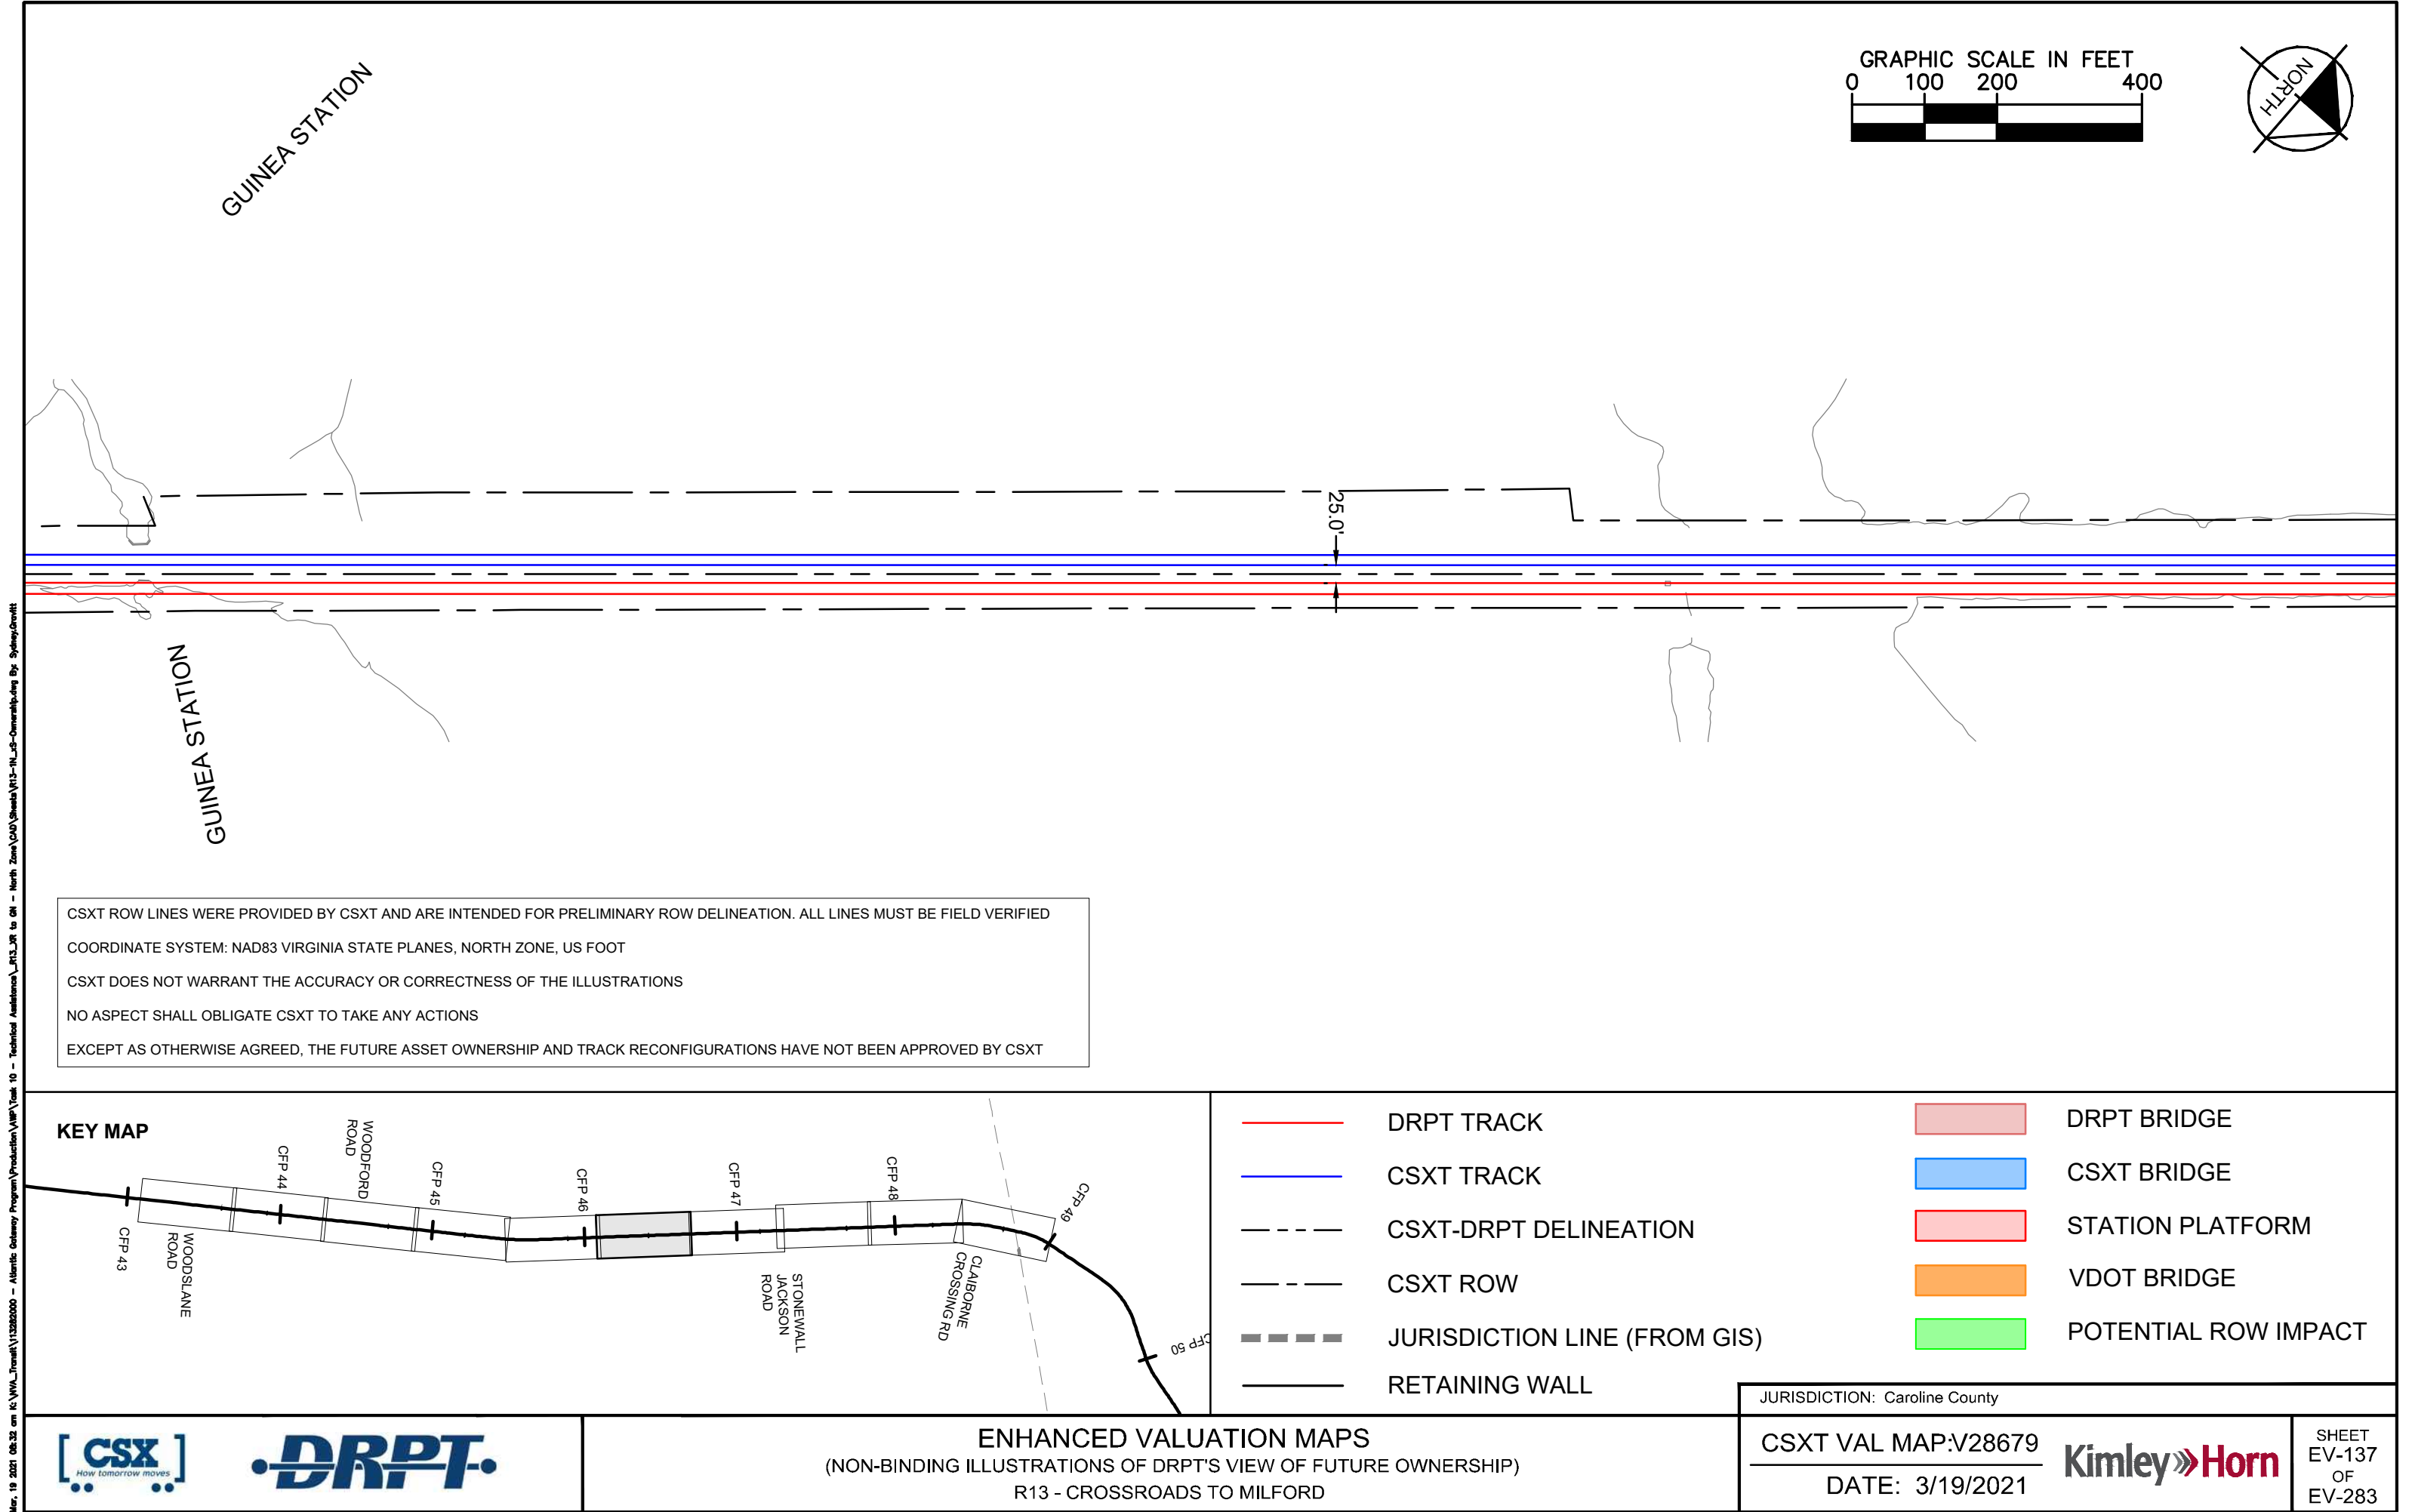 GRAPHIC SCALE IN FEET
0 100 200 400
NORTH
GUINEA STATION
25.0'
GUINEA STATION
CSXT ROW LINES WERE PROVIDED BY CSXT AND ARE INTENDED FOR PRELIMINARY ROW DELINEATION. ALL LINES MUST BE FIELD VERIFIED
COORDINATE SYSTEM: NAD83 VIRGINIA STATE PLANES, NORTH ZONE, US FOOT
CSXT DOES NOT WARRANT THE ACCURACY OR CORRECTNESS OF THE ILLUSTRATIONS
NO ASPECT SHALL OBLIGATE CSXT TO TAKE ANY ACTIONS
EXCEPT AS OTHERWISE AGREED, THE FUTURE ASSET OWNERSHIP AND TRACK RECONFIGURATIONS HAVE NOT BEEN APPROVED BY CSXT
KEY MAP
CFP 43
WOODSLANE
ROAD
CFP 44
WOODFORD
ROAD
CFP 45
CFP 46
CFP 47
STONEWALL
JACKSON
ROAD
CFP 48
CLAIBORNE
CROSSING RD
CFP 49
CFP 50
DRPT TRACK
CSXT TRACK
CSXT-DRPT DELINEATION
CSXT ROW
JURISDICTION LINE (FROM GIS)
RETAINING WALL
DRPT BRIDGE
CSXT BRIDGE
STATION PLATFORM
VDOT BRIDGE
POTENTIAL ROW IMPACT
JURISDICTION: Caroline County
CSX
How tomorrow moves
DRPT
ENHANCED VALUATION MAPS
(NON-BINDING ILLUSTRATIONS OF DRPT'S VIEW OF FUTURE OWNERSHIP)
R13 - CROSSROADS TO MILFORD
CSXT VAL MAP:V28679
DATE: 3/19/2021
Kimley»Horn
SHEET
EV-137
OF
EV-283